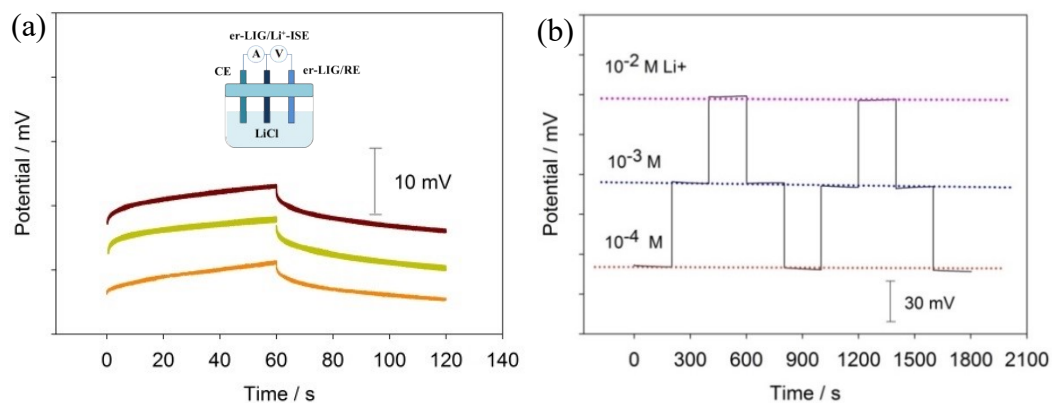 (a)
er-LIG/Li⁺-ISE
A V
CE
er-LIG/RE
LiCl
10 mV
Potential / mV
0 20 40 60 80 100 120 140
Time / s
(b)
10⁻² M Li+
10⁻³ M
10⁻⁴ M
30 mV
Potential / mV
0 300 600 900 1200 1500 1800 2100
Time / s